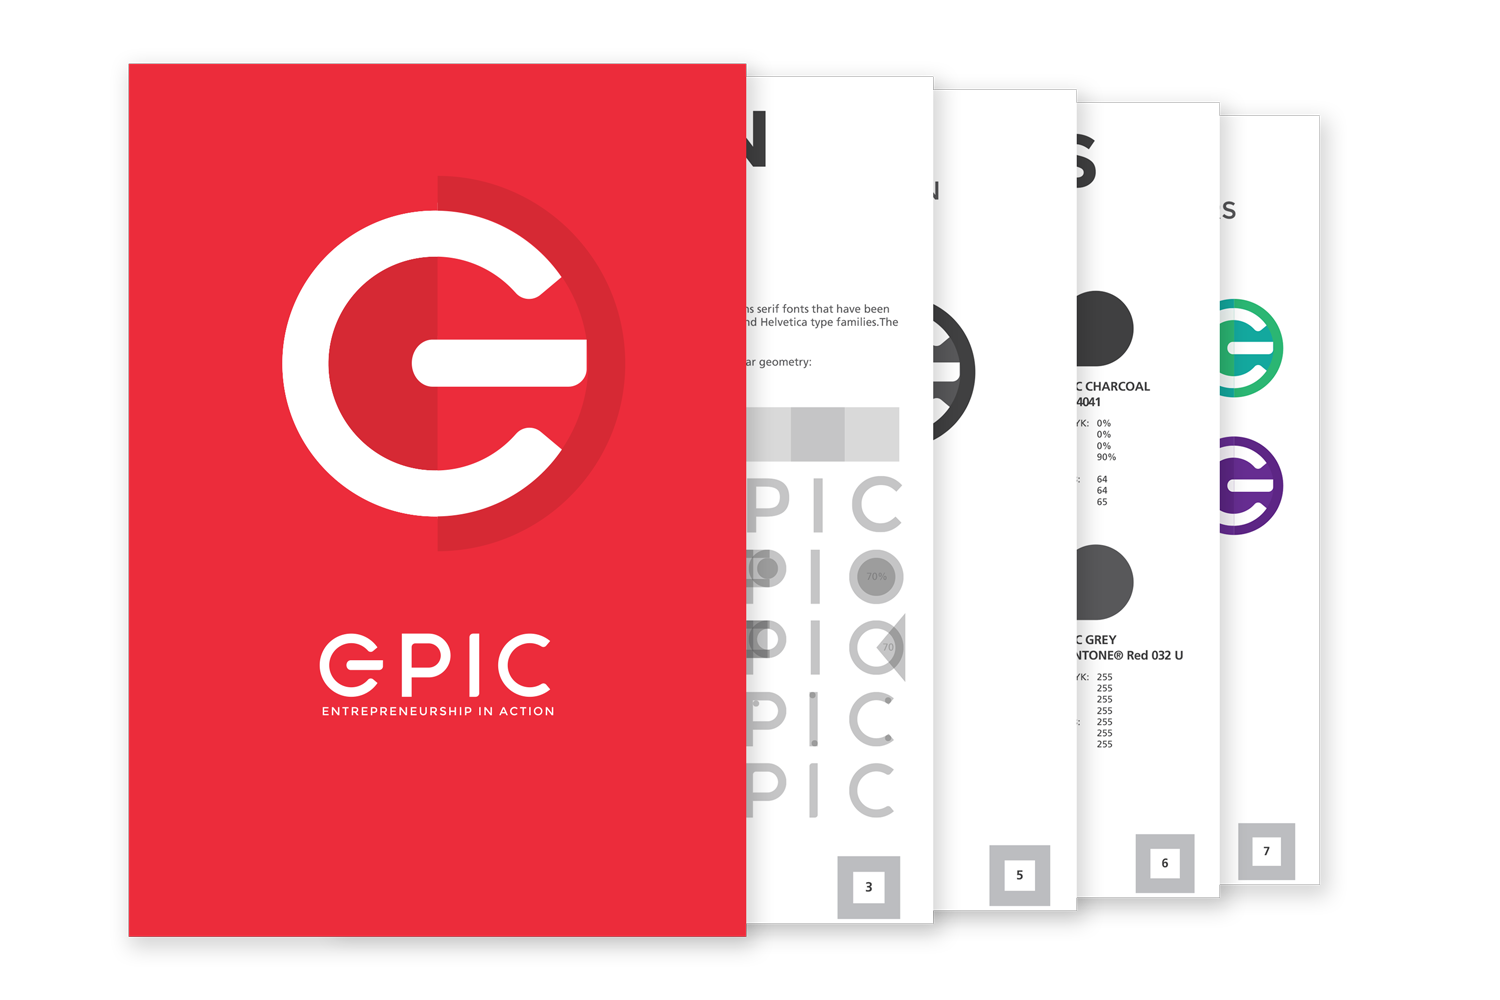 EPIC
ENTREPRENEURSHIP IN ACTION
N
ns serif fonts that have been
nd Helvetica type families.The
ar geometry:
PIC
PIO
70%
PIC
70
PIC
PIC
3
N
5
S
C CHARCOAL
4041
YK: 0%
0%
0%
90%
: 64
64
65
C GREY
NTONE® Red 032 U
YK: 255
255
255
255
: 255
255
255
6
S
7